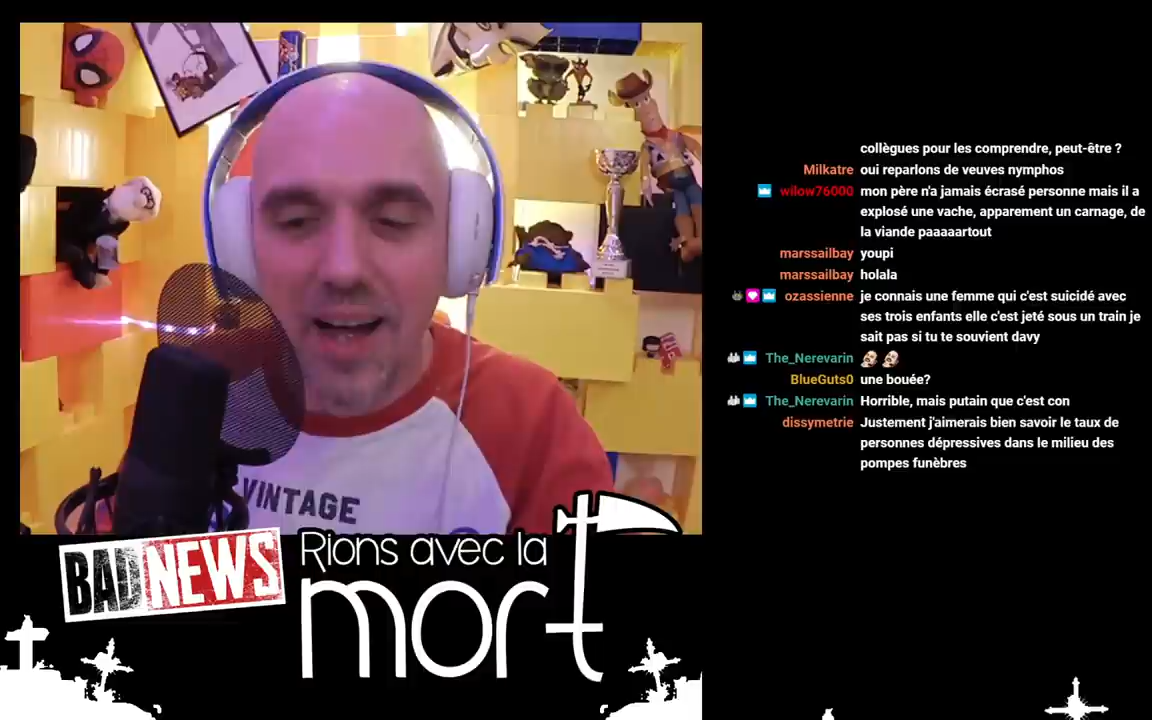 collègues pour les comprendre, peut-être ?
Milkatre oui reparlons de veuves nymphos
wilow76000 mon père n'a jamais écrasé personne mais il a
explosé une vache, apparement un carnage, de
la viande paaaaartout
marssailbay youpi
marssailbay holala
ozassienne je connais une femme qui c'est suicidé avec
ses trois enfants elle c'est jeté sous un train je
sait pas si tu te souvient davy
The_Nerevarin
BlueGuts0 une bouée?
The_Nerevarin Horrible, mais putain que c'est con
dissymetrie Justement j'aimerais bien savoir le taux de
personnes dépressives dans le milieu des
pompes funèbres
VINTAGE
BAD NEWS
Rions avec la
mort